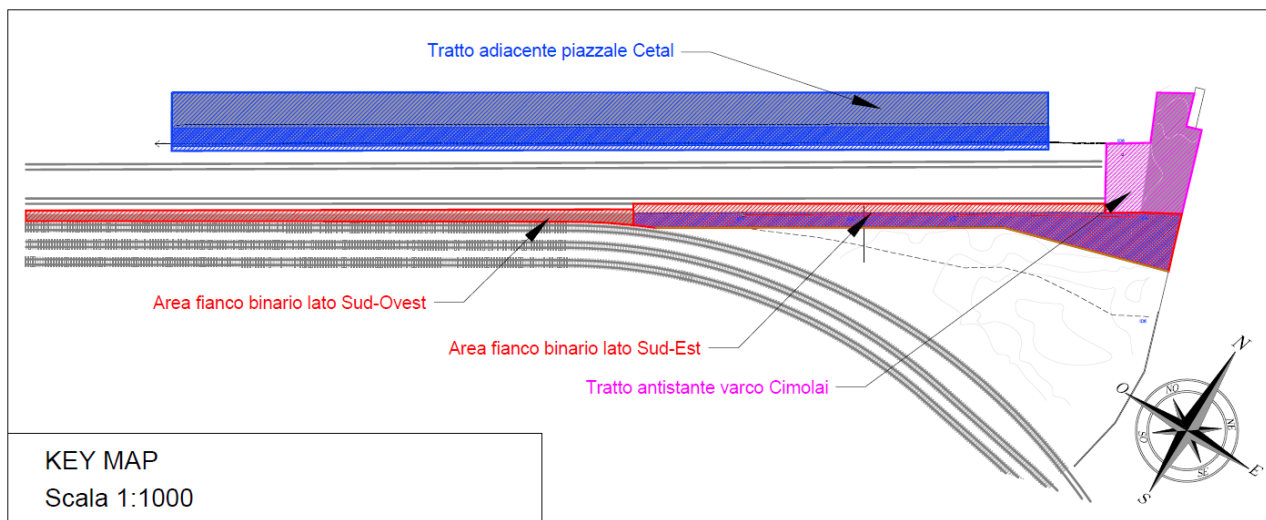 Tratto adiacente piazzale Cetal
Area fianco binario lato Sud-Ovest
Area fianco binario lato Sud-Est
Tratto antistante varco Cimolai
KEY MAP
Scala 1:1000
N
NO
NE
O
E
SO
SE
S